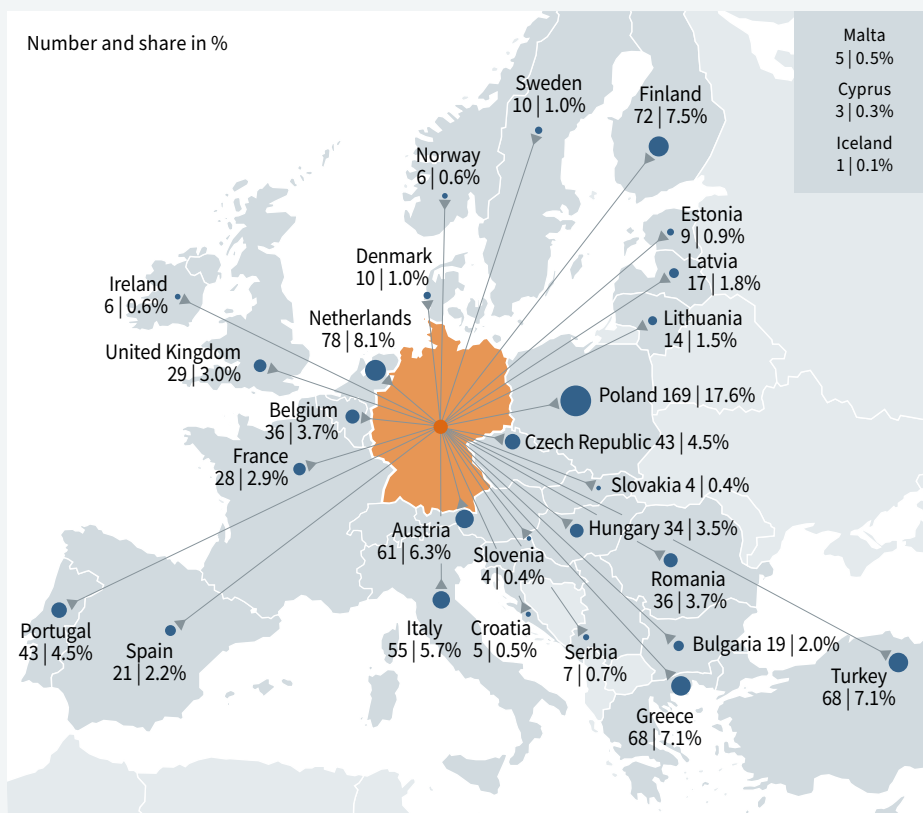 Number and share in %
Malta
5 | 0.5%
Cyprus
3 | 0.3%
Iceland
1 | 0.1%
Sweden
10 | 1.0%
Finland
72 | 7.5%
Norway
6 | 0.6%
Estonia
9 | 0.9%
Denmark
10 | 1.0%
Latvia
17 | 1.8%
Ireland
6 | 0.6%
Netherlands
78 | 8.1%
Lithuania
14 | 1.5%
United Kingdom
29 | 3.0%
Poland 169 | 17.6%
Belgium
36 | 3.7%
Czech Republic 43 | 4.5%
France
28 | 2.9%
Slovakia 4 | 0.4%
Austria
61 | 6.3%
Hungary 34 | 3.5%
Slovenia
4 | 0.4%
Romania
36 | 3.7%
Portugal
43 | 4.5%
Spain
21 | 2.2%
Italy
55 | 5.7%
Croatia
5 | 0.5%
Serbia
7 | 0.7%
Bulgaria 19 | 2.0%
Turkey
68 | 7.1%
Greece
68 | 7.1%